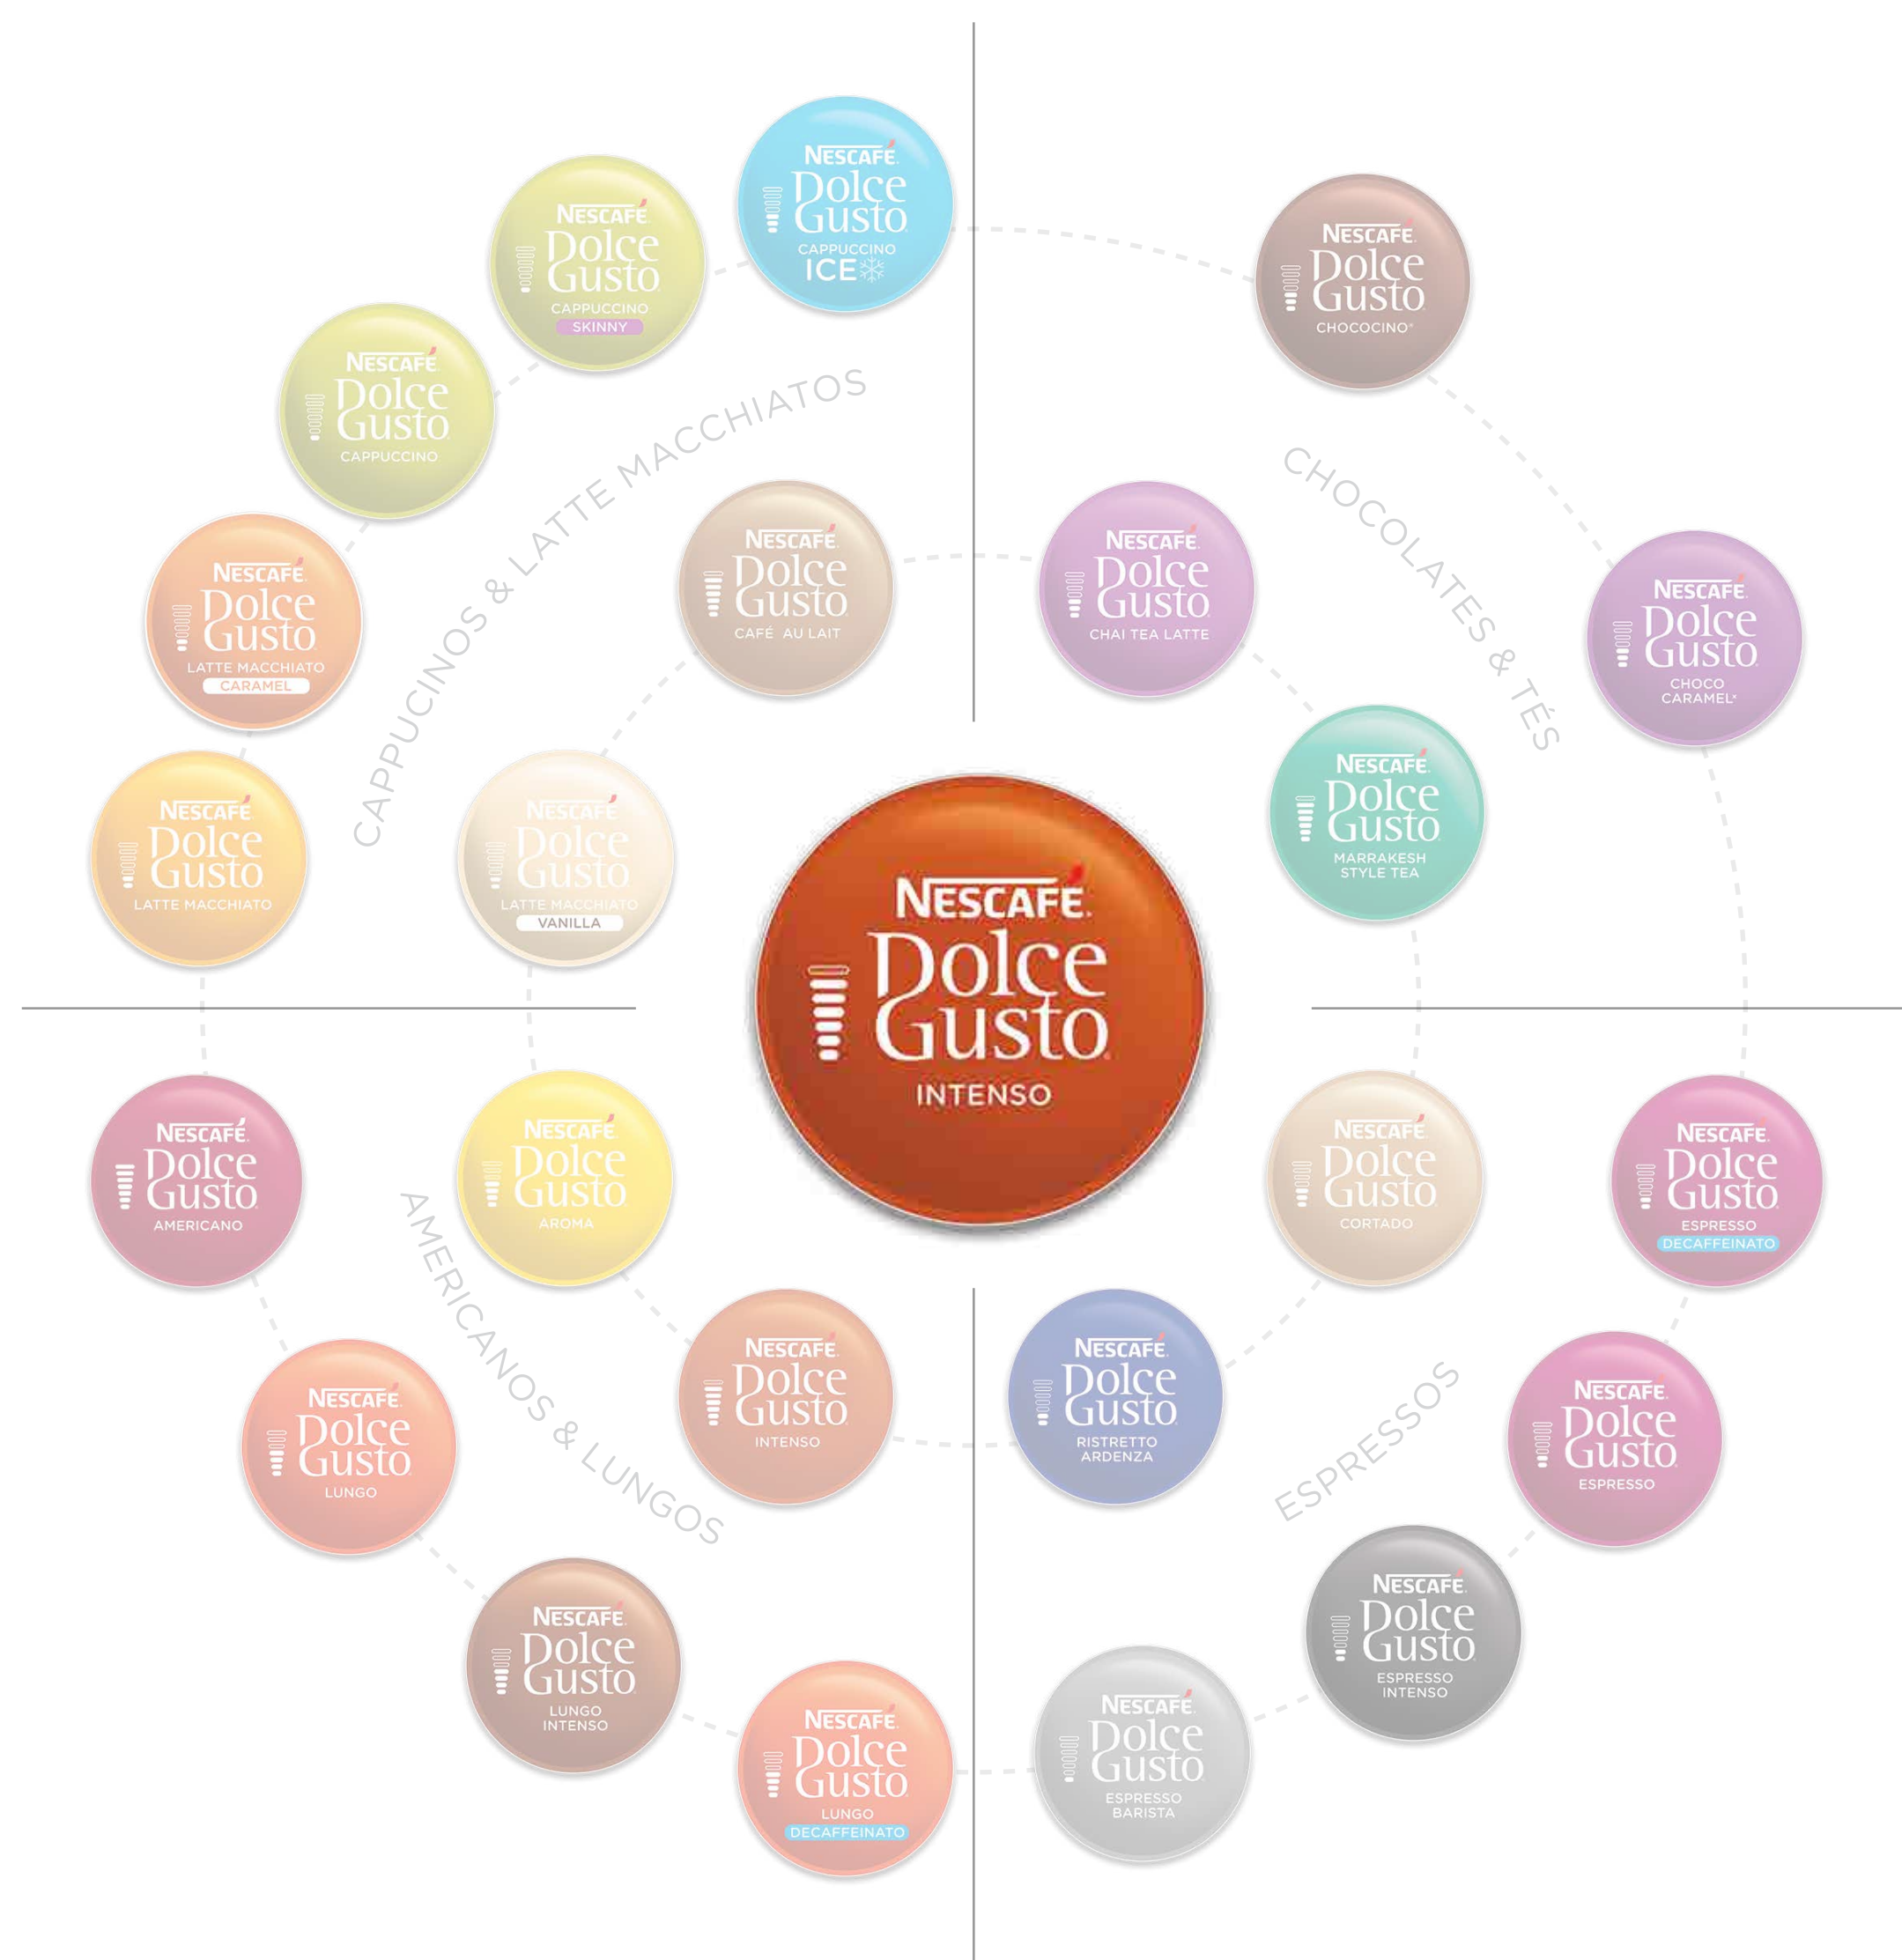 NESCAFÉ.
Dolce
Gusto
CAPPUCCINO
ICE
NESCAFÉ.
Dolce
Gusto
CAPPUCCINO
SKINNY
NESCAFÉ.
Dolce
Gusto
CAPPUCCINO
NESCAFÉ.
Dolce
Gusto
LATTE MACCHIATO
CARAMEL
NESCAFÉ.
Dolce
Gusto
LATTE MACCHIATO
CAPPUCINOS & LATTE MACCHIATOS
NESCAFÉ.
Dolce
Gusto
CAFÉ AU LAIT
NESCAFÉ.
Dolce
Gusto
LATTE MACCHIATO
VANILLA
NESCAFÉ.
Dolce
Gusto
CHOCOCINO®
CHOCOLATES & TÉS
NESCAFÉ.
Dolce
Gusto
CHAI TEA LATTE
NESCAFÉ.
Dolce
Gusto
CHOCO
CARAMEL*
NESCAFÉ.
Dolce
Gusto
MARRAKESH
STYLE TEA
NESCAFÉ.
Dolce
Gusto
INTENSO
NESCAFÉ.
Dolce
Gusto
AMERICANO
NESCAFÉ.
Dolce
Gusto
AROMA
AMERICANOS & LUNGOS
NESCAFÉ.
Dolce
Gusto
INTENSO
NESCAFÉ.
Dolce
Gusto
LUNGO
NESCAFÉ.
Dolce
Gusto
LUNGO
INTENSO
NESCAFÉ.
Dolce
Gusto
LUNGO
DECAFFEINATO
NESCAFÉ.
Dolce
Gusto
CORTADO
NESCAFÉ.
Dolce
Gusto
ESPRESSO
DECAFFEINATO
NESCAFÉ.
Dolce
Gusto
RISTRETTO
ARDENZA
ESPRESSOS
NESCAFÉ.
Dolce
Gusto
ESPRESSO
NESCAFÉ.
Dolce
Gusto
ESPRESSO
INTENSO
NESCAFÉ.
Dolce
Gusto
ESPRESSO
BARISTA